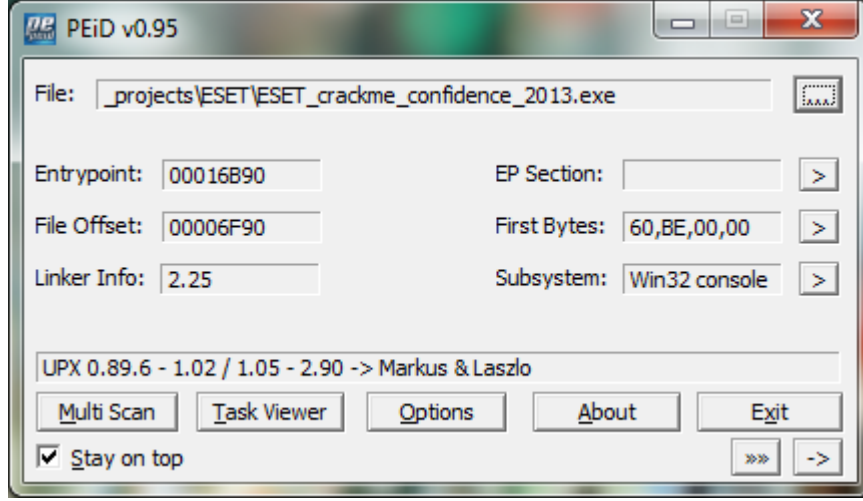 PEiD v0.95
File: _projects\ESET\ESET_crackme_confidence_2013.exe ...
Entrypoint: 00016B90 EP Section: >
File Offset: 00006F90 First Bytes: 60,BE,00,00 >
Linker Info: 2.25 Subsystem: Win32 console >
UPX 0.89.6 - 1.02 / 1.05 - 2.90 -> Markus & Laszlo
Multi Scan Task Viewer Options About Exit
Stay on top »» ->